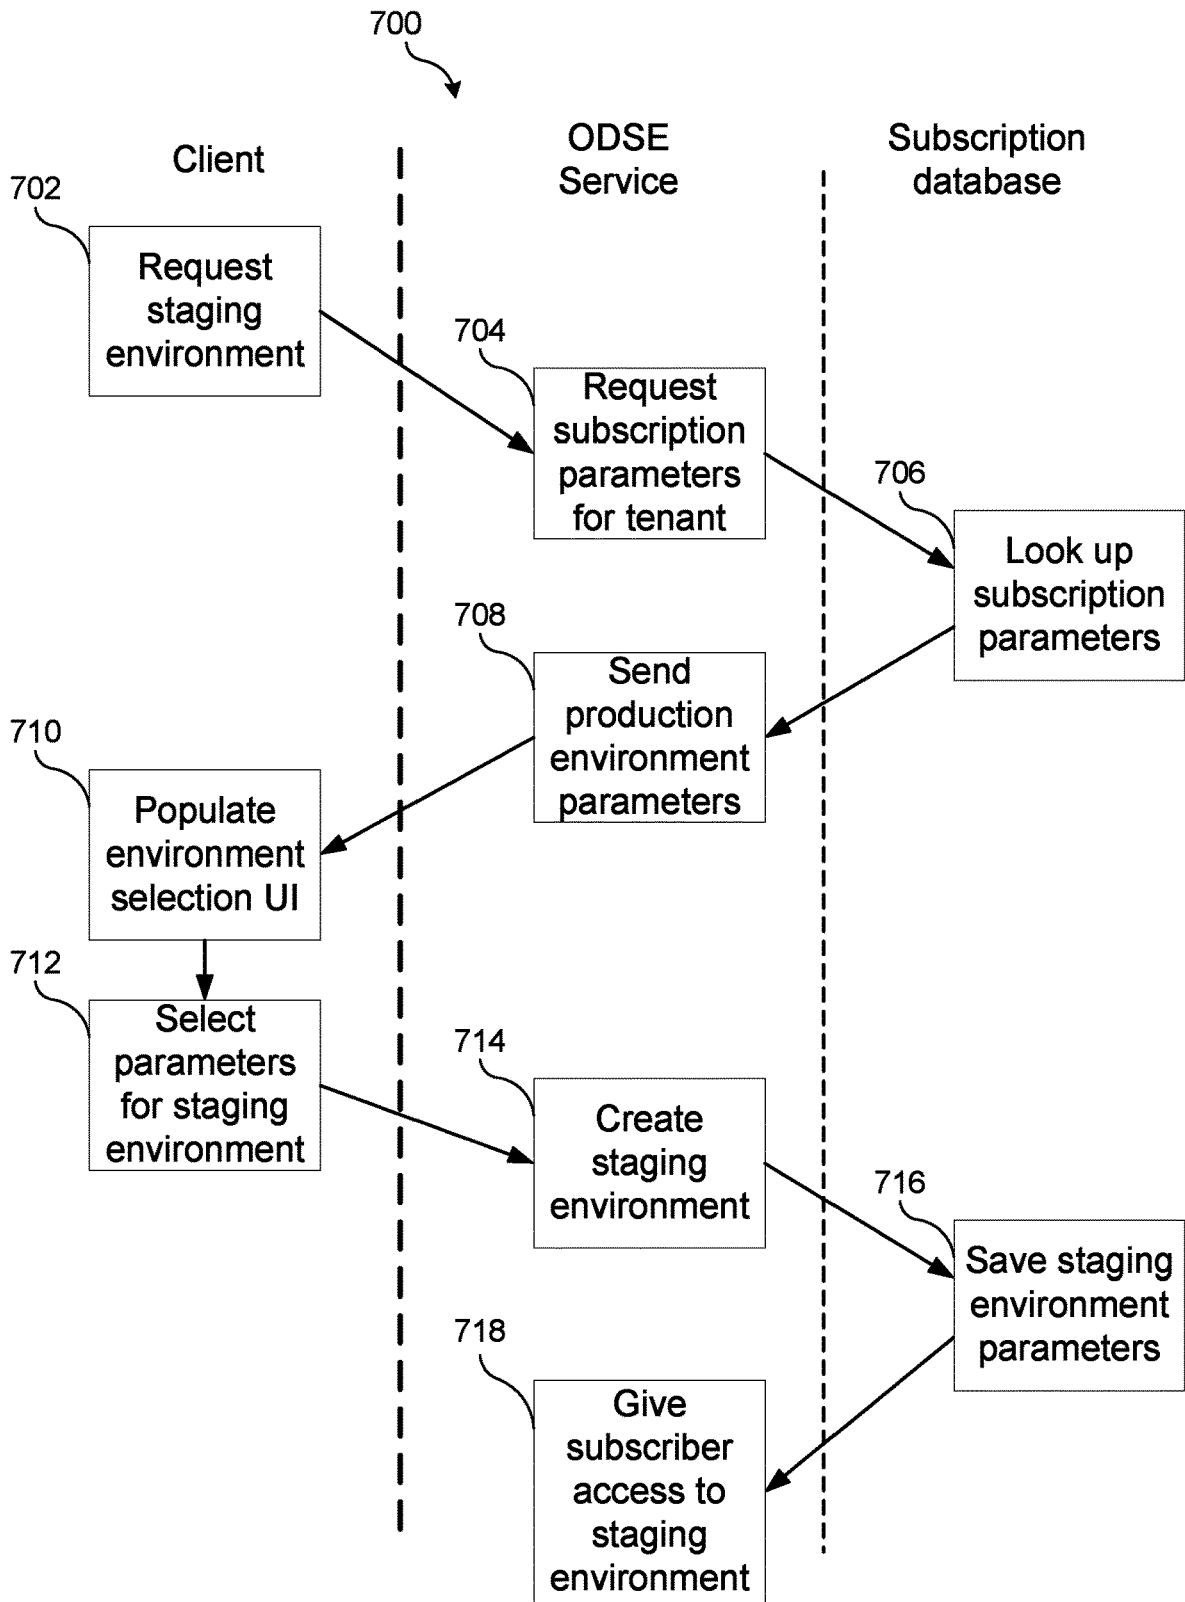 700
Client
ODSE
Service
Subscription
database
702
Request
staging
environment
704
Request
subscription
parameters
for tenant
706
Look up
subscription
parameters
708
Send
production
environment
parameters
710
Populate
environment
selection UI
712
Select
parameters
for staging
environment
714
Create
staging
environment
716
Save staging
environment
parameters
718
Give
subscriber
access to
staging
environment